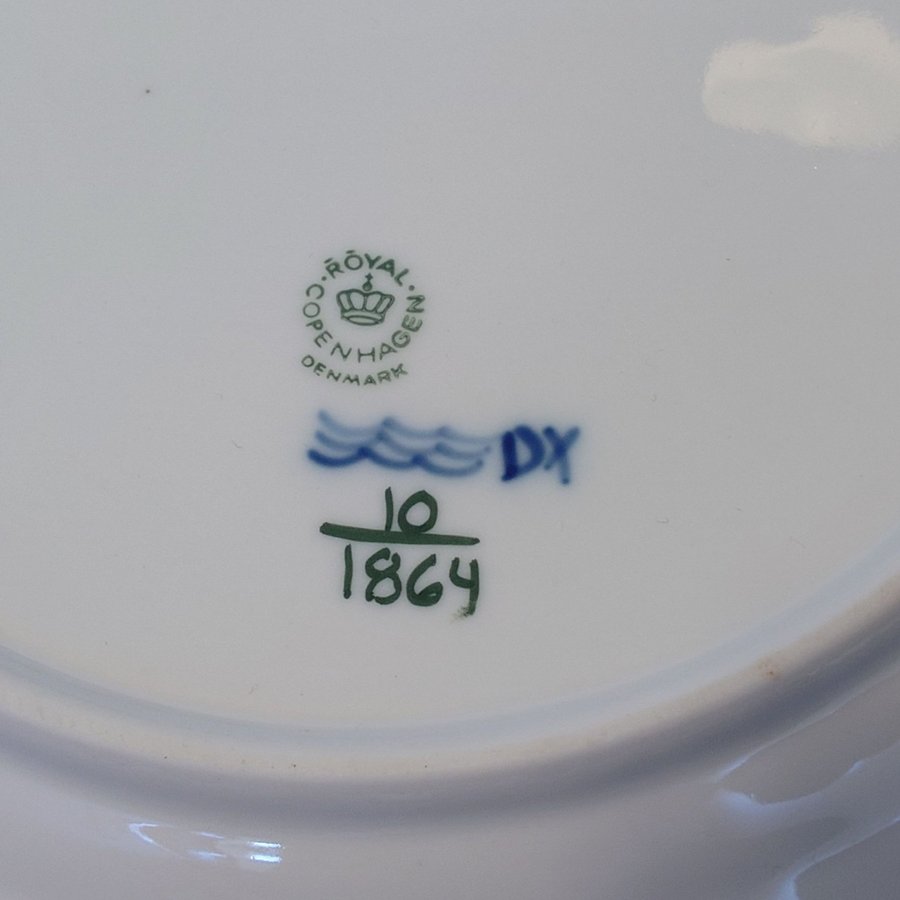 ROYAL
COPENHAGEN
DENMARK
DX
10
1864